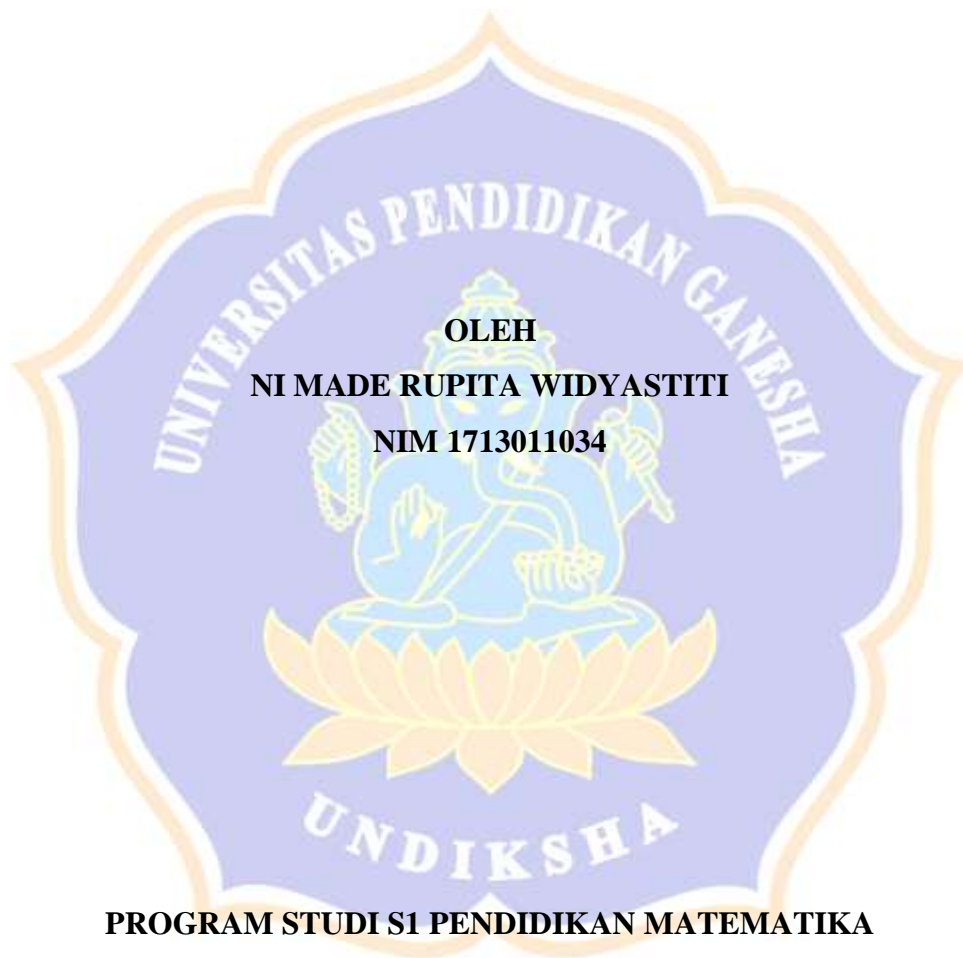 UNIVERSITAS PENDIDIKAN GANESHA
OLEH
NI MADE RUPITA WIDYASTITI
NIM 1713011034
UNDIKSHA
PROGRAM STUDI S1 PENDIDIKAN MATEMATIKA